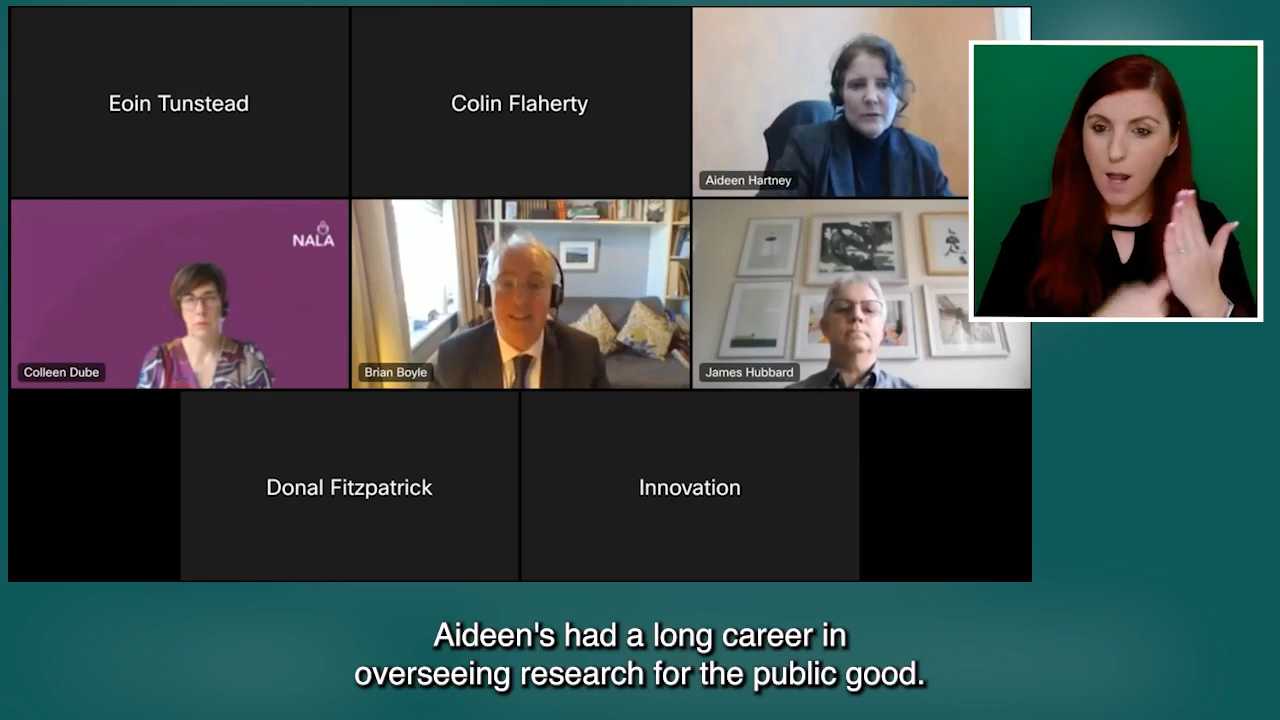 Eoin Tunstead
Colin Flaherty
Aideen Hartney
NALA
Colleen Dube
Brian Boyle
James Hubbard
Donal Fitzpatrick
Innovation
Aideen's had a long career in
overseeing research for the public good.